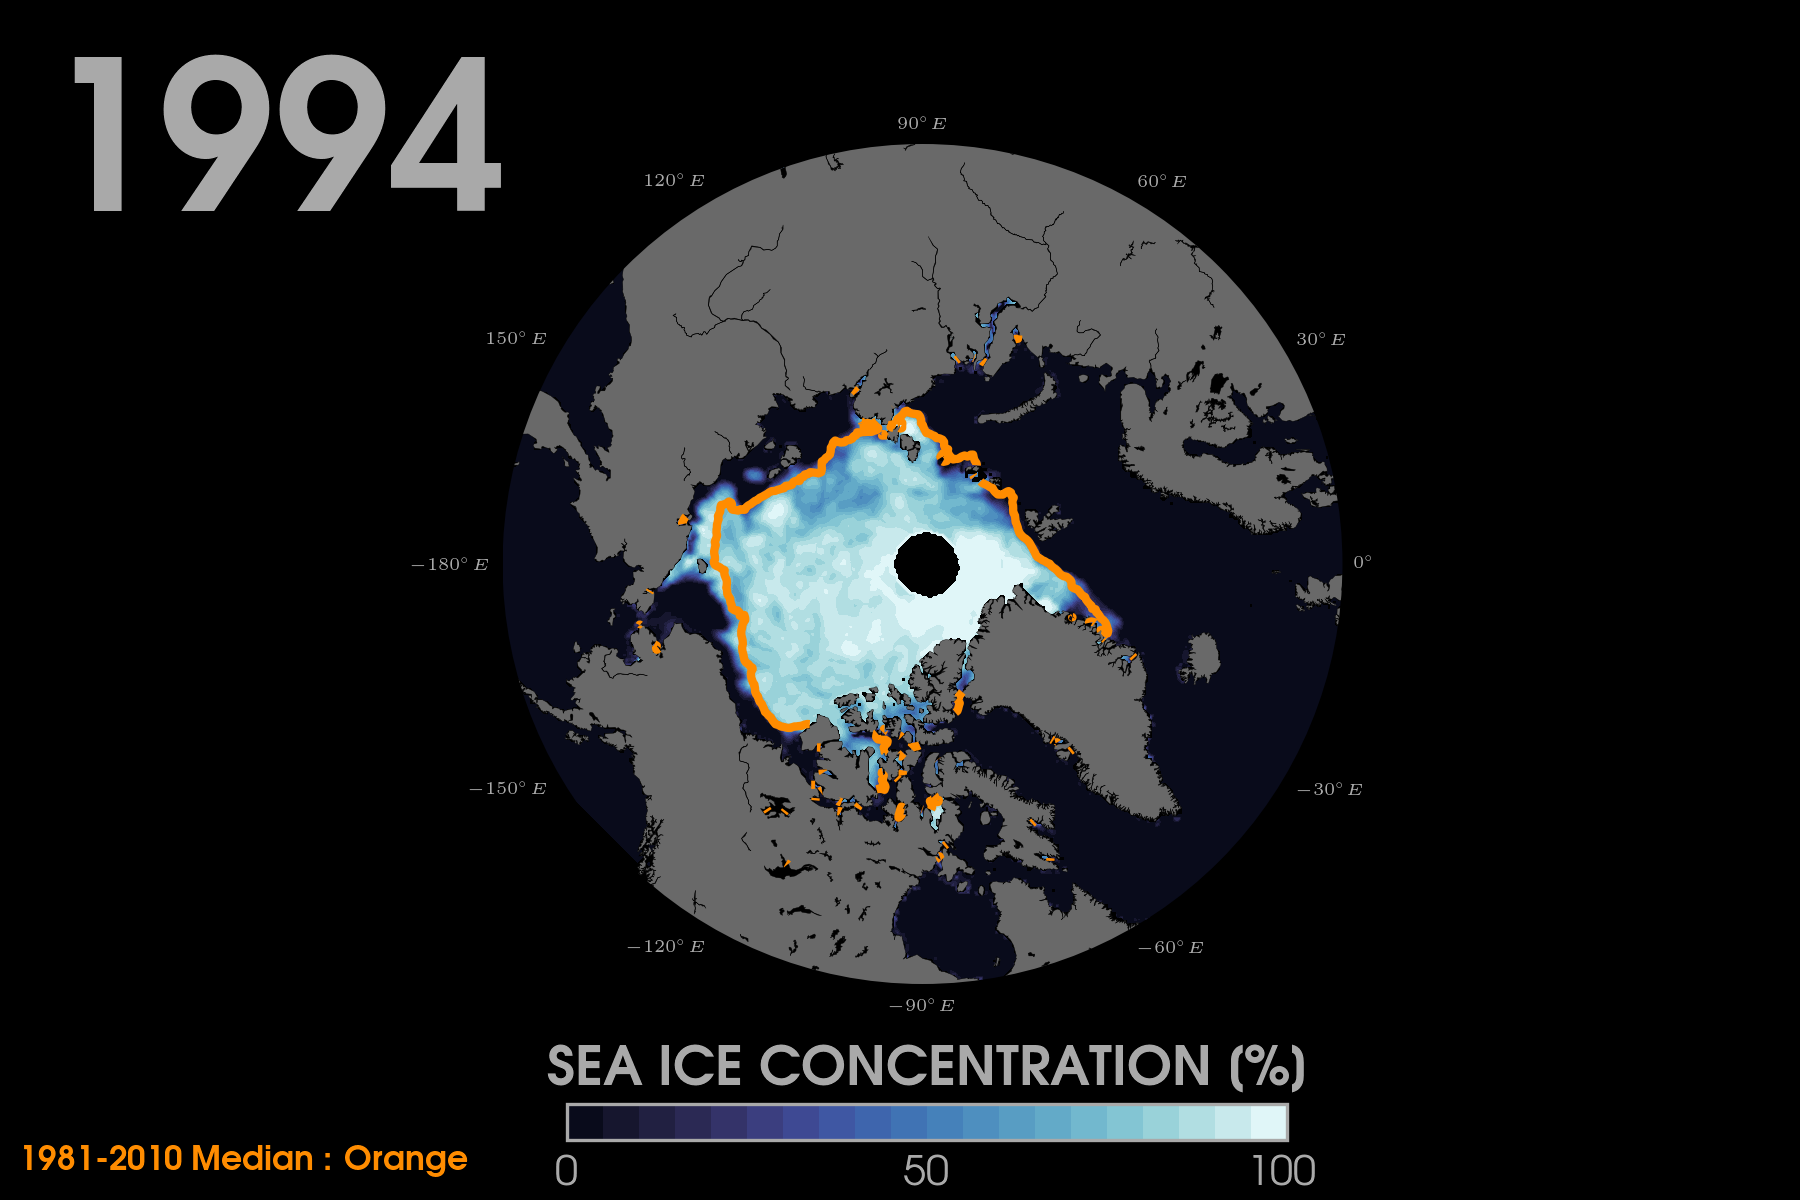 1994
90° E
120° E
60° E
150° E
30° E
−180° E
0°
−150° E
−30° E
−120° E
−60° E
−90° E
SEA ICE CONCENTRATION (%)
1981-2010 Median : Orange
0
50
100